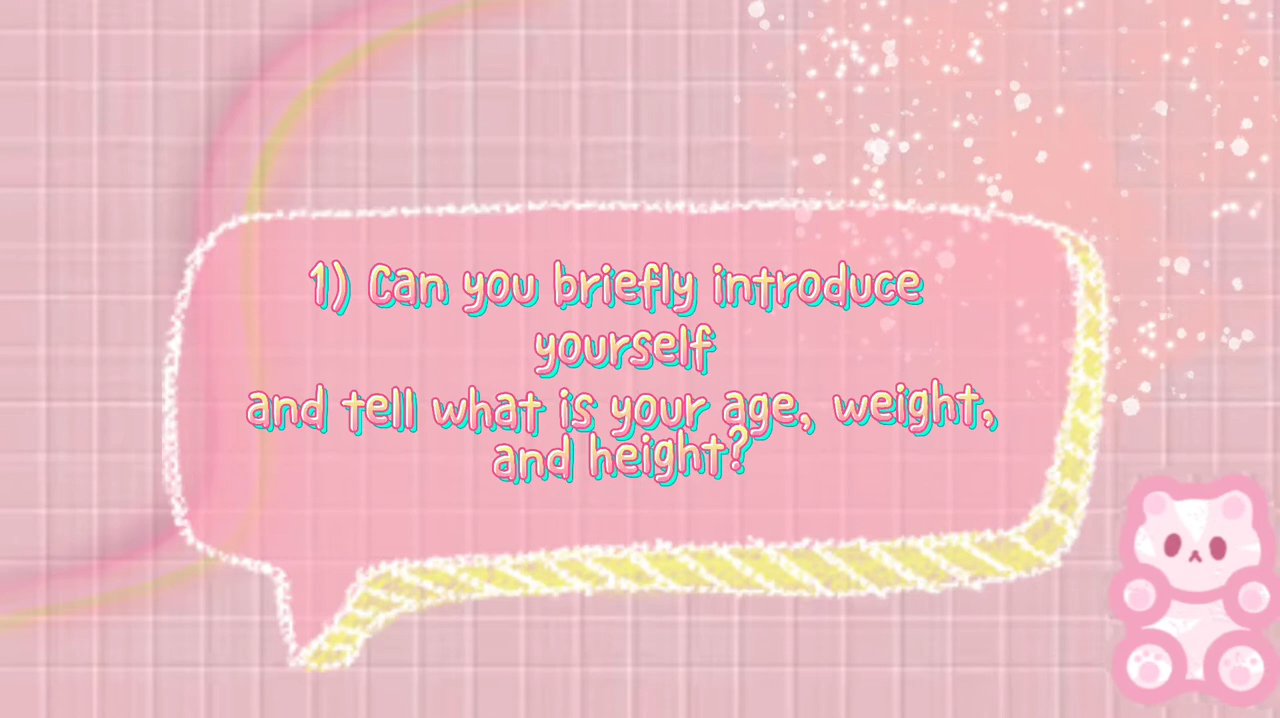 1) Can you briefly introduce
yourself
and tell what is your age, weight,
and height?